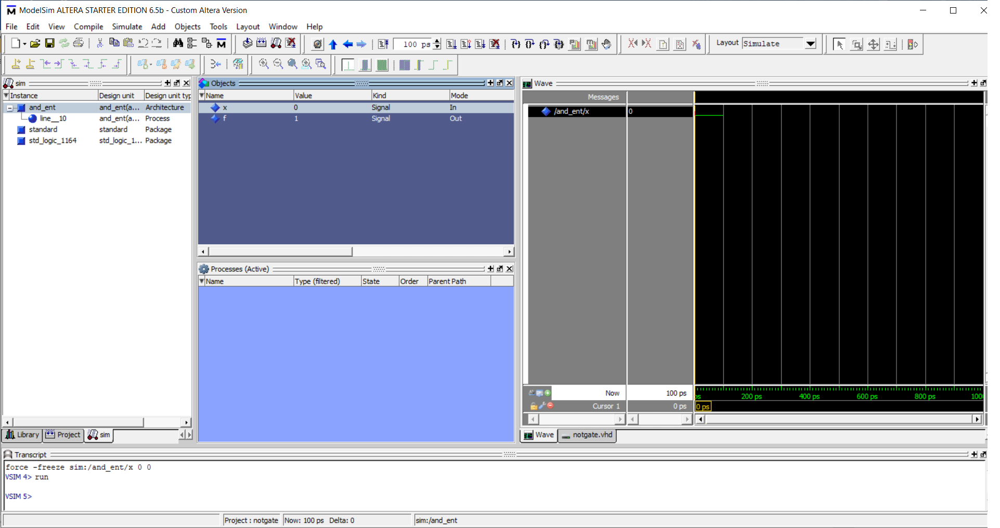 ModelSim ALTERA STARTER EDITION 6.5b - Custom Altera Version
File Edit View Compile Simulate Add Objects Tools Layout Window Help
100 ps
Layout Simulate
sim
Instance Design unit Design unit typ
and_ent and_ent(a... Architecture
line__10 and_ent(a... Process
standard standard Package
std_logic_1164 std_logic_1... Package
Library Project sim
Objects
Name Value Kind Mode
x 0 Signal In
f 1 Signal Out
Processes (Active)
Name Type (filtered) State Order Parent Path
Wave
Messages
/and_ent/x 0
Now 100 ps
ps 200 ps 400 ps 600 ps 800 ps 100
Cursor 1 0 ps 0 ps
Wave notgate.vhd
Transcript
force -freeze sim:/and_ent/x 0 0
VSIM 4> run
VSIM 5>
Project : notgate Now: 100 ps Delta: 0 sim:/and_ent